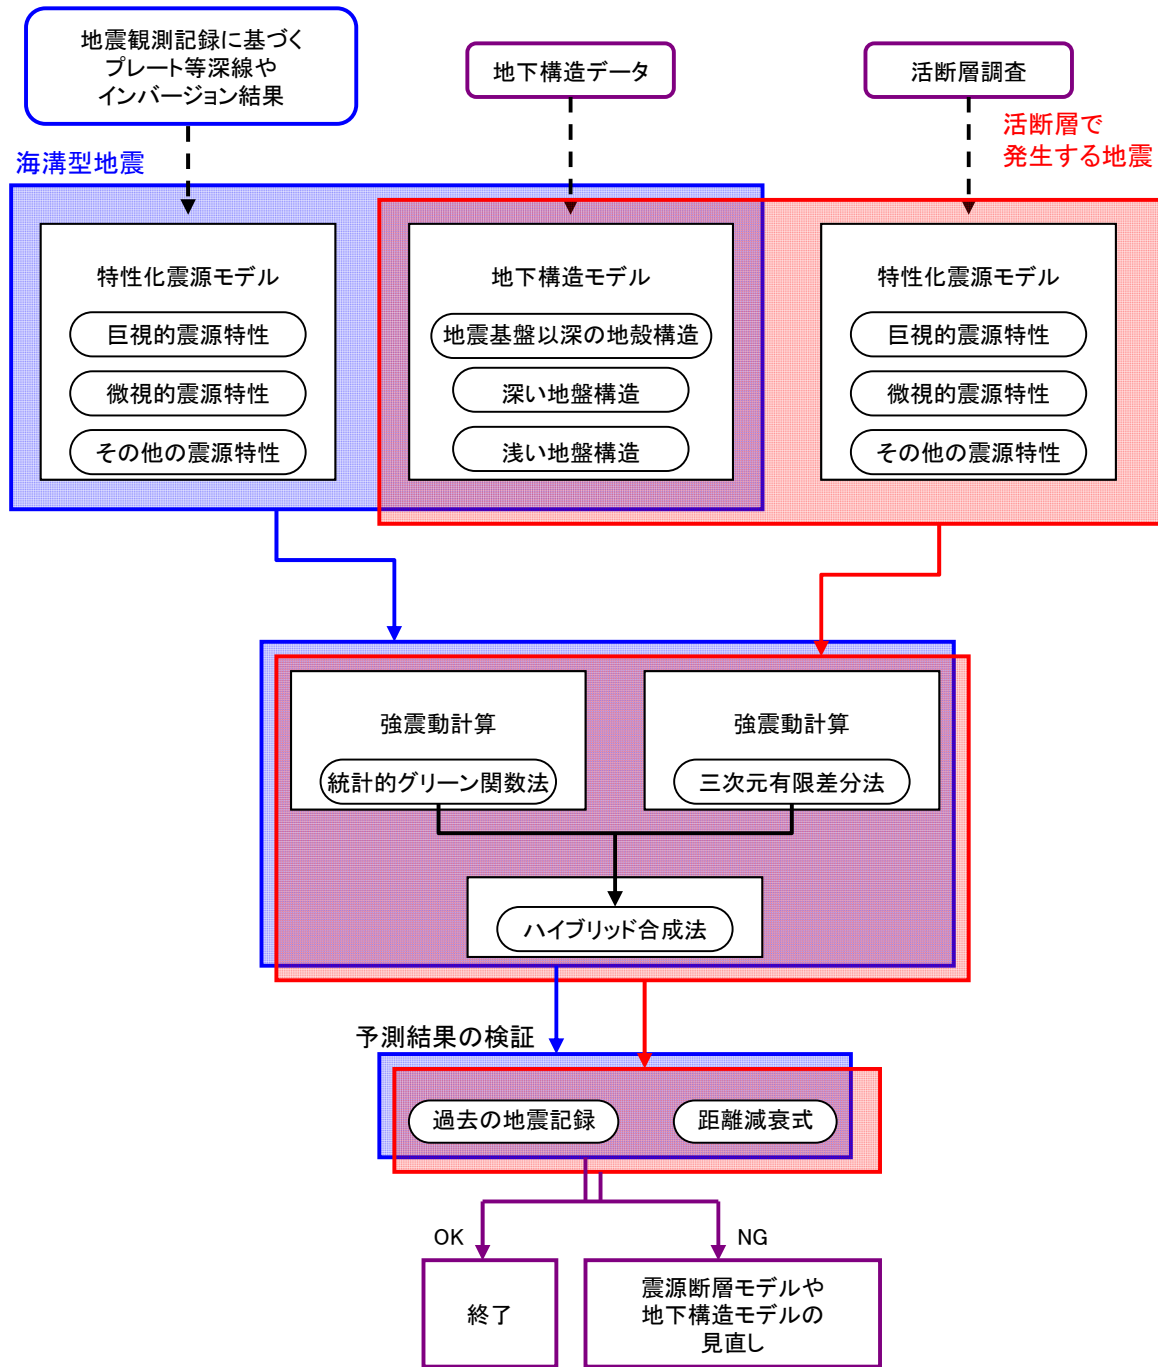 地震観測記録に基づく
プレート等深線や
インバージョン結果
地下構造データ
活断層調査
海溝型地震
活断層で
発生する地震
特性化震源モデル
巨視的震源特性
微視的震源特性
その他の震源特性
地下構造モデル
地震基盤以深の地殻構造
深い地盤構造
浅い地盤構造
特性化震源モデル
巨視的震源特性
微視的震源特性
その他の震源特性
強震動計算
統計的グリーン関数法
強震動計算
三次元有限差分法
ハイブリッド合成法
予測結果の検証
過去の地震記録
距離減衰式
OK
NG
終了
震源断層モデルや
地下構造モデルの
見直し